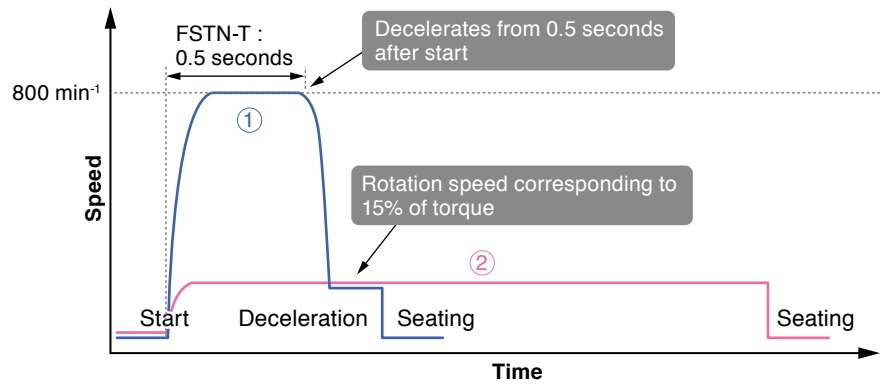 FSTN-T :
0.5 seconds
Decelerates from 0.5 seconds
after start
800 min⁻¹
①
Rotation speed corresponding to
15% of torque
Speed
②
Start
Deceleration
Seating
Seating
Time